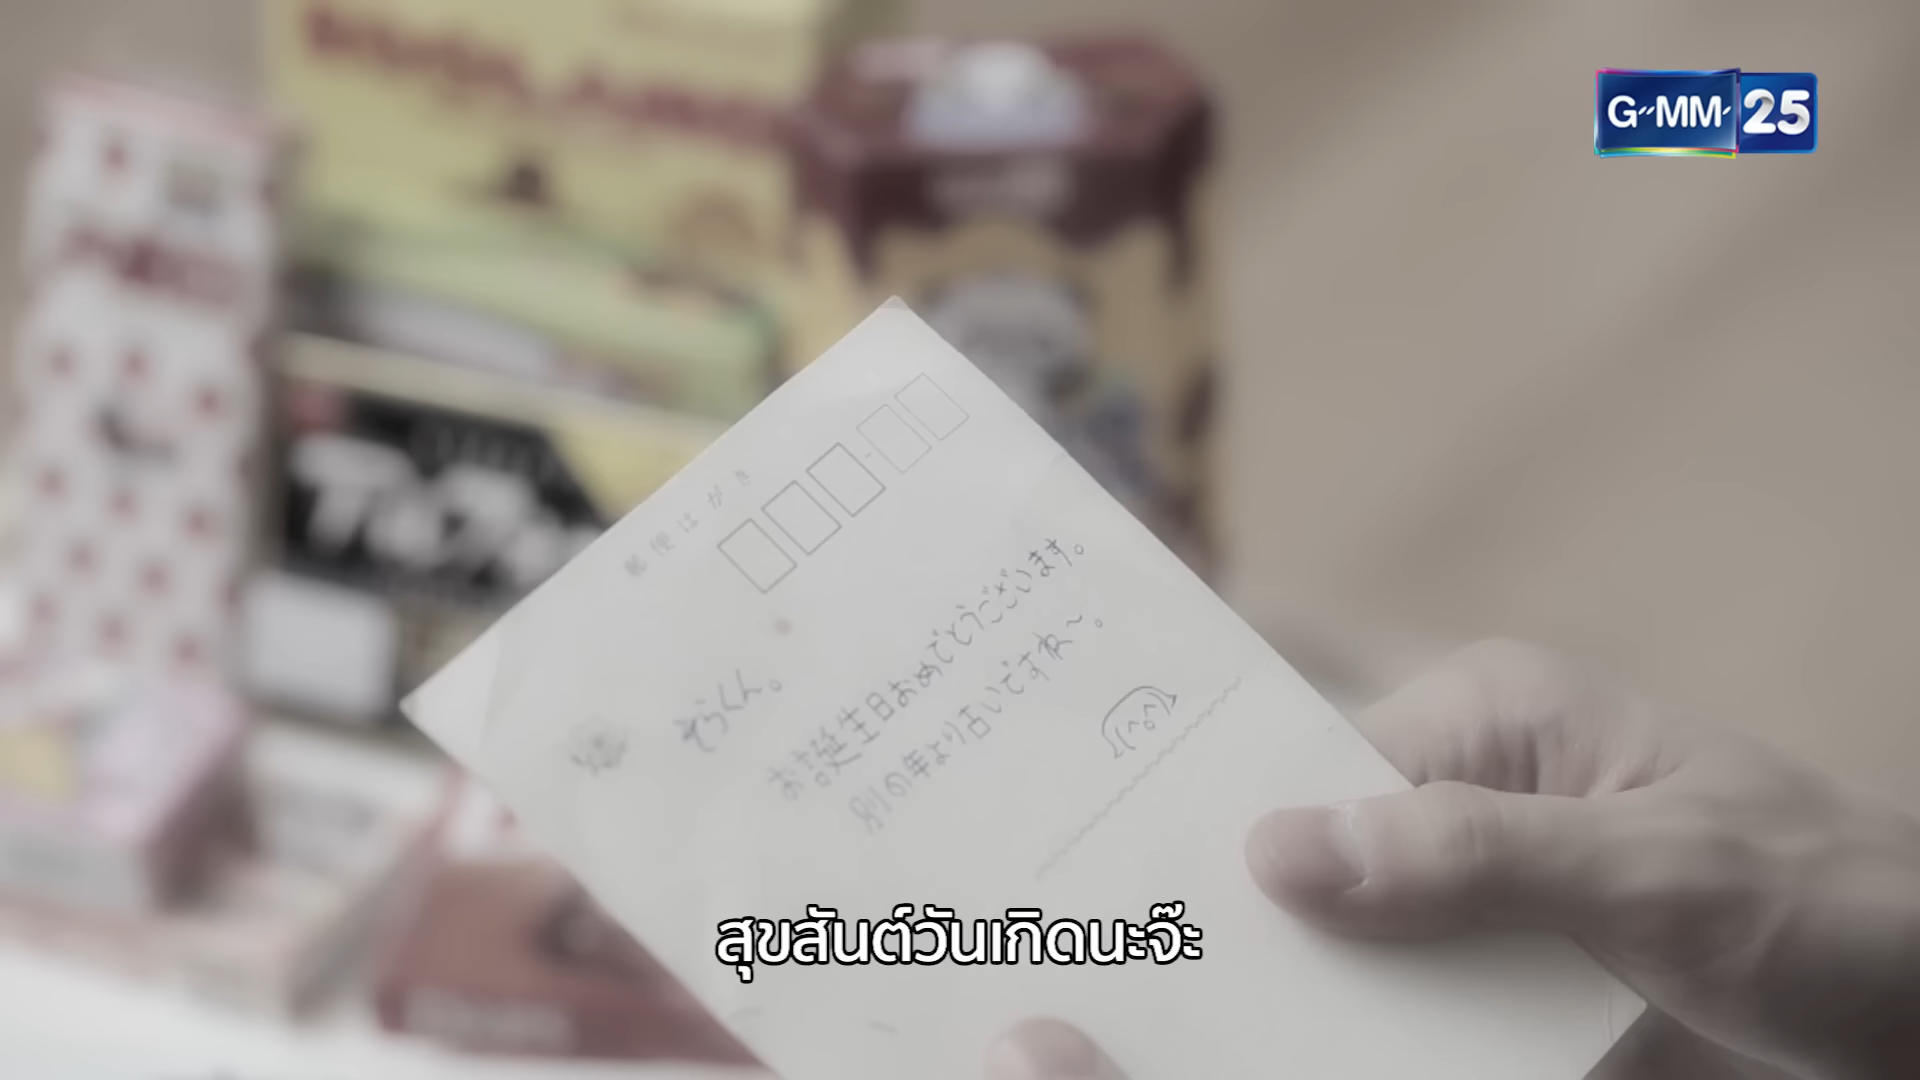 G"MM' 25
郵便はがき
そらくん。
お誕生日おめでとうございます。
別の年より古いですね〜。
สุขสันต์วันเกิดนะจ๊ะ